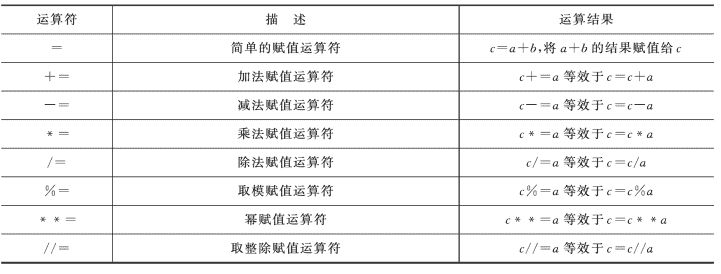 运算符 描 述 运算结果
= 简单的赋值运算符 c=a+b,将 a+b 的结果赋值给 c
+= 加法赋值运算符 c+=a 等效于 c=c+a
-= 减法赋值运算符 c-=a 等效于 c=c-a
*= 乘法赋值运算符 c*=a 等效于 c=c*a
/= 除法赋值运算符 c/=a 等效于 c=c/a
%= 取模赋值运算符 c%=a 等效于 c=c%a
**= 幂赋值运算符 c**=a 等效于 c=c**a
//= 取整除赋值运算符 c//=a 等效于 c=c//a